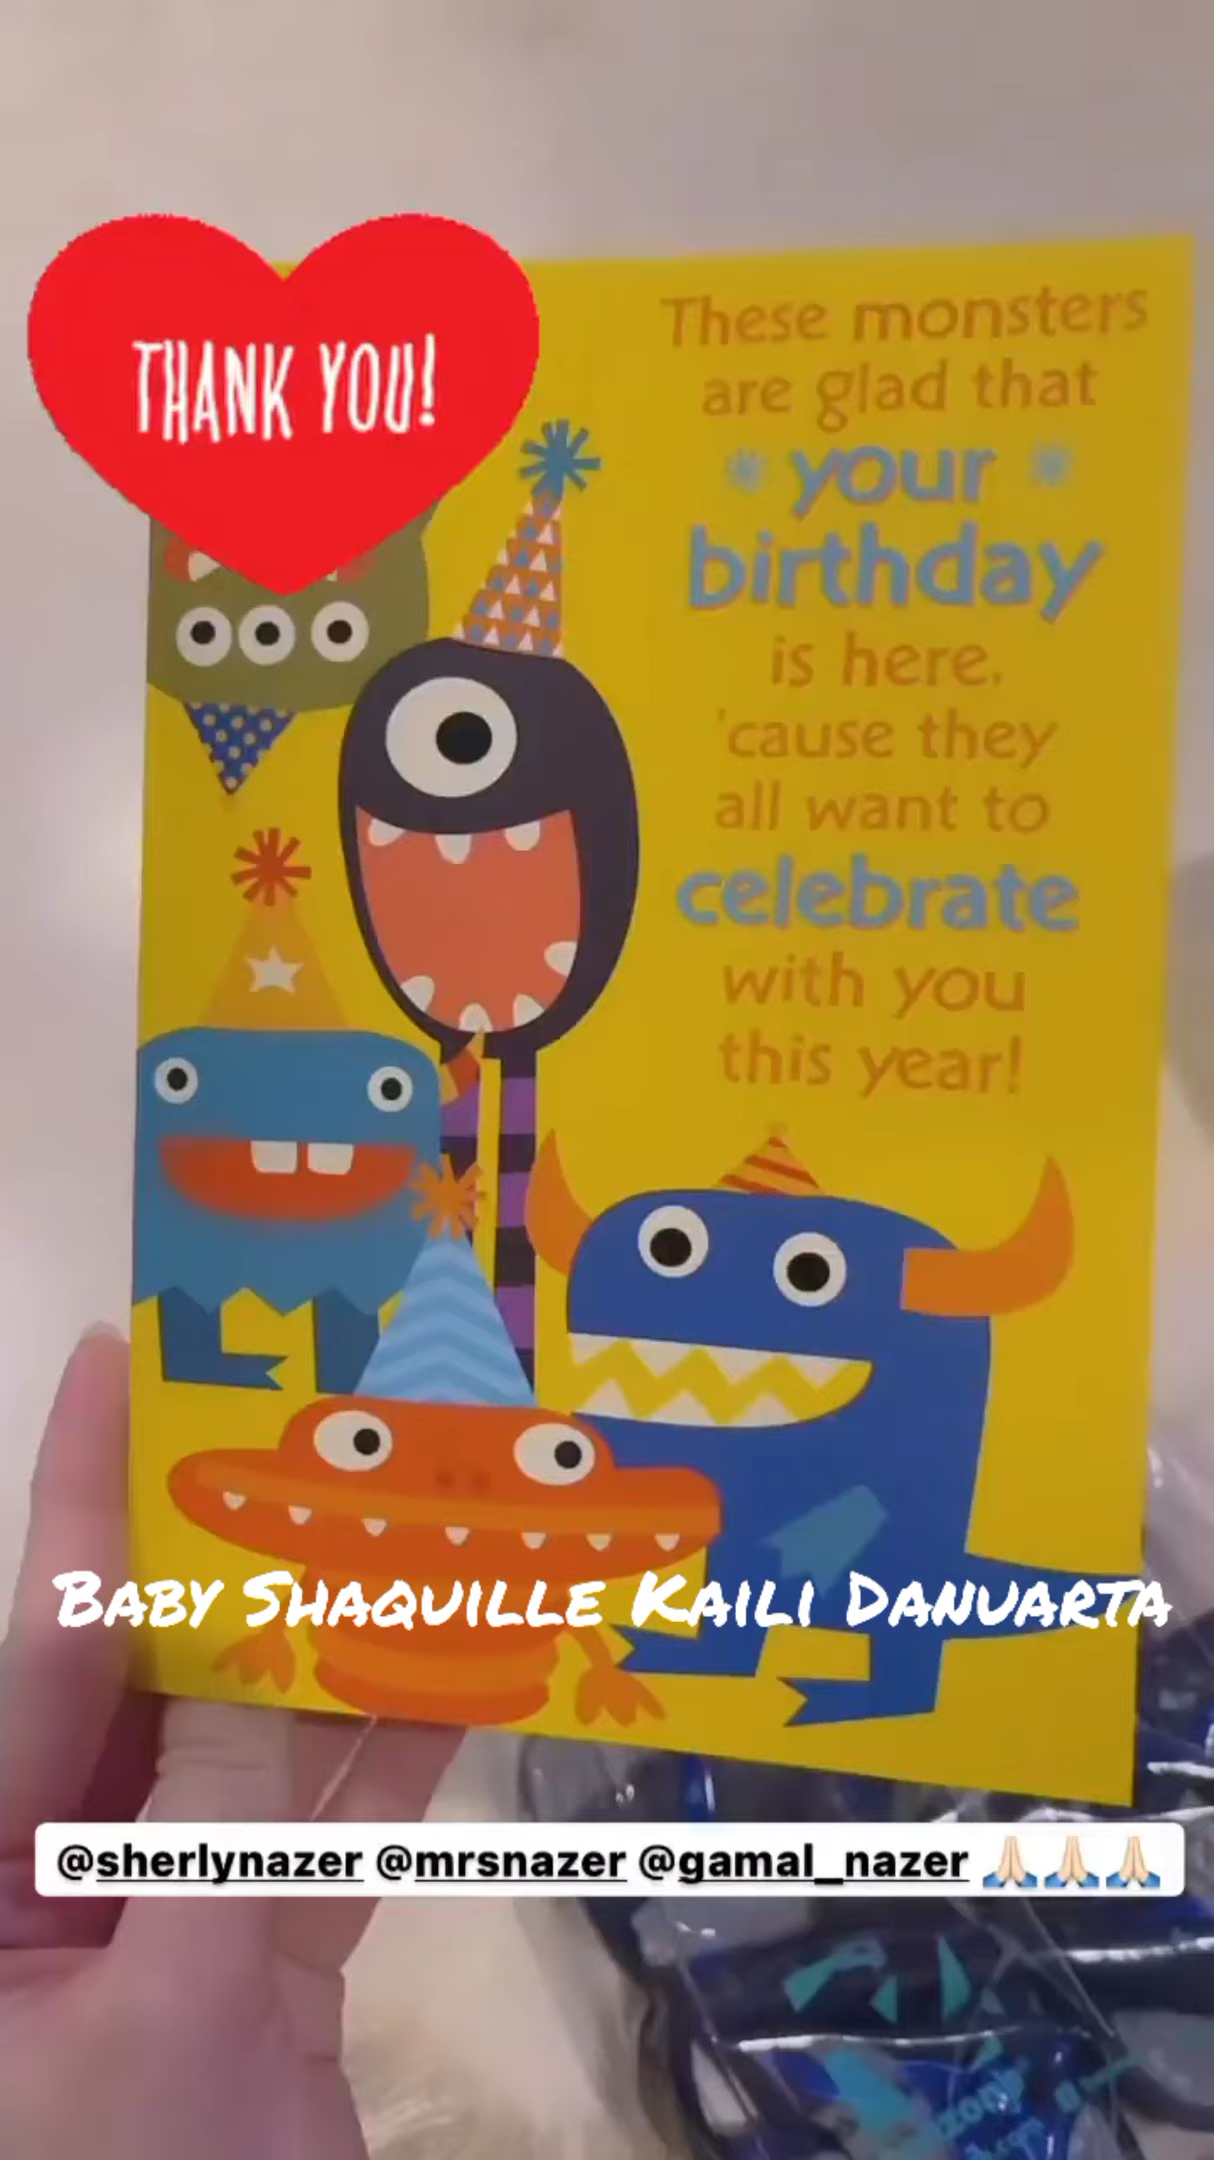 THANK YOU!
These monsters
are glad that
* your *
birthday
is here,
'cause they
all want to
celebrate
with you
this year!
BABY SHAQUILLE KAILI DANUARTA
@sherlynazer @mrsnazer @gamal_nazer 🙏🏻🙏🏻🙏🏻